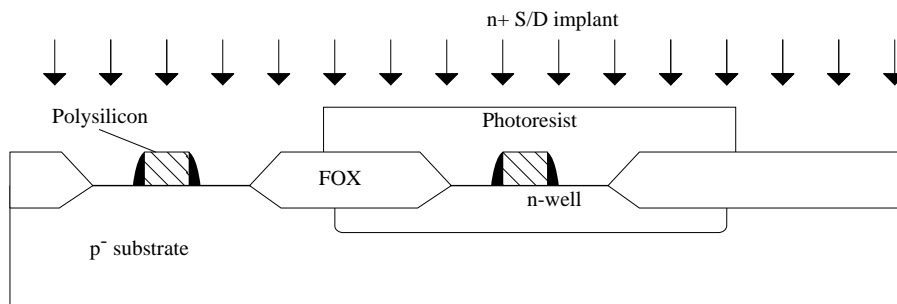 n+ S/D implant
Polysilicon
Photoresist
FOX
n-well
p⁻ substrate